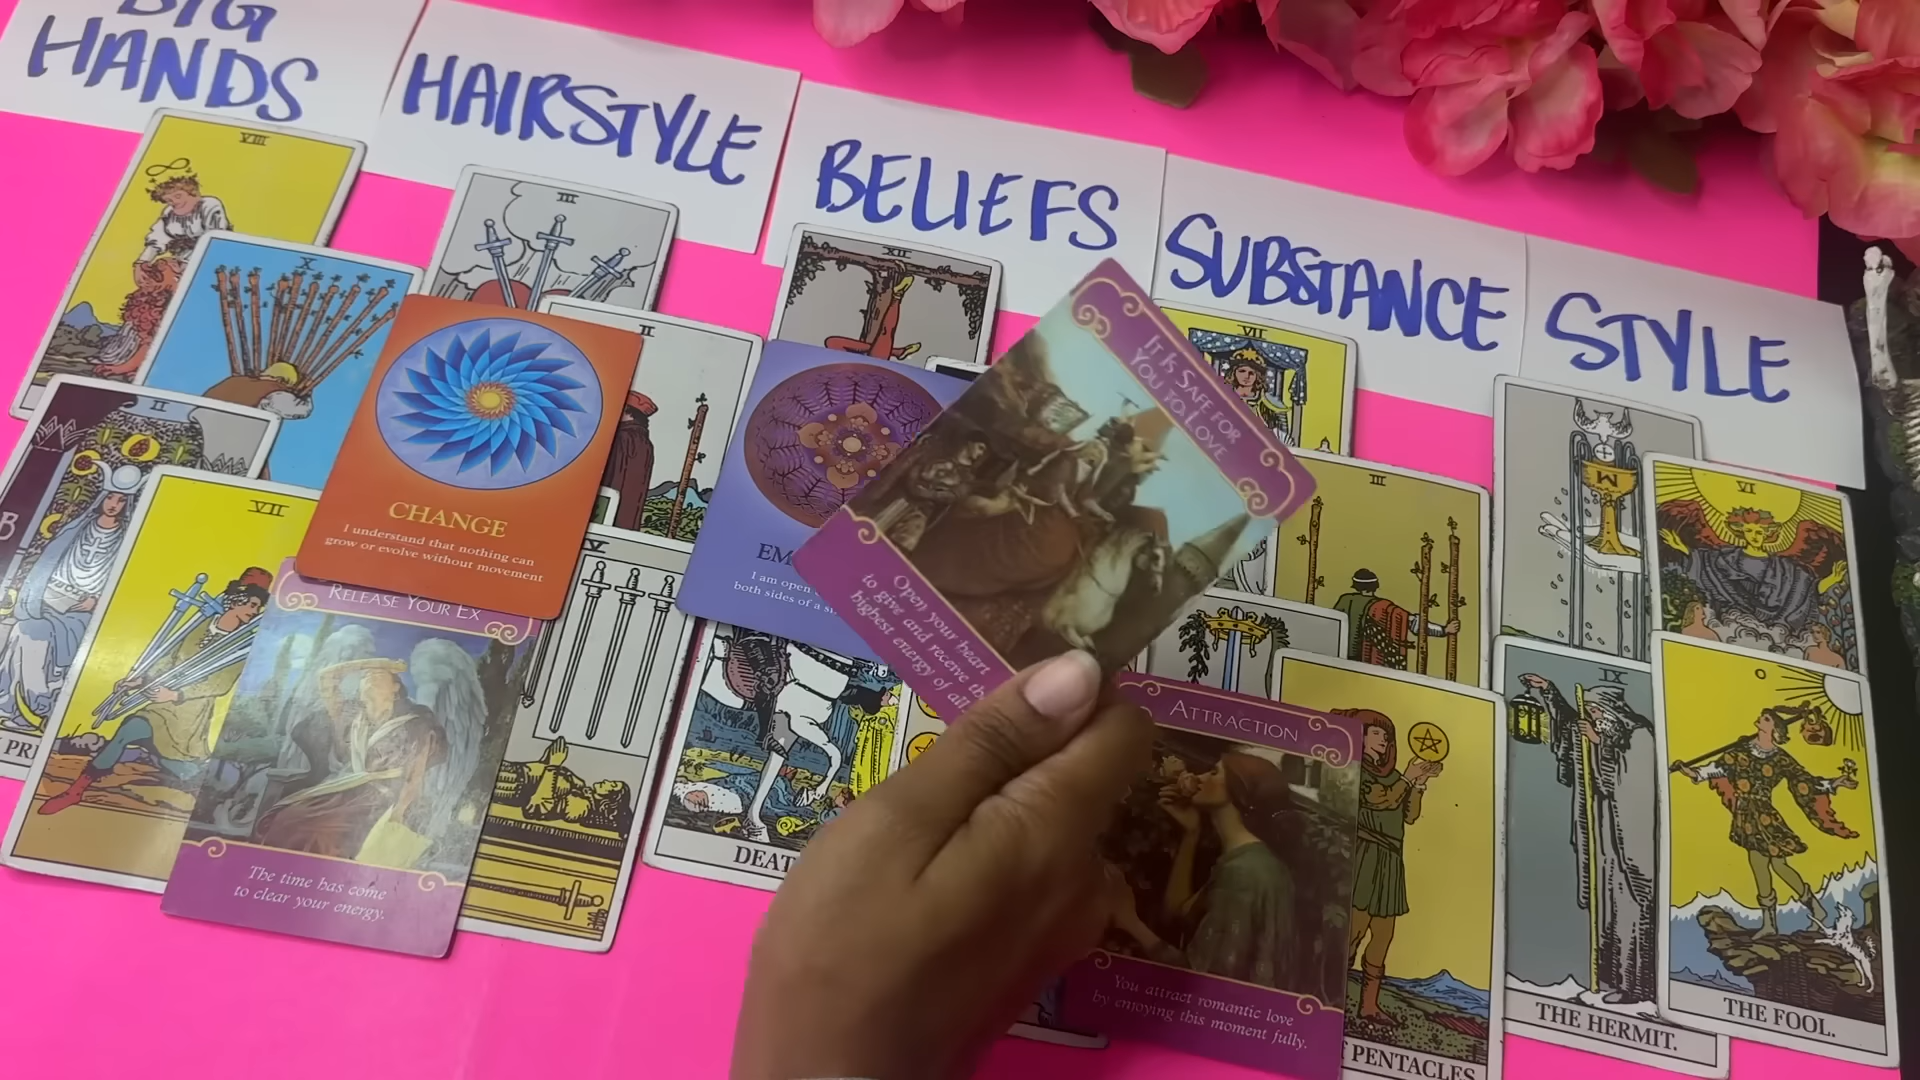 BIG
HANDS
HAIRSTYLE
BELIEFS
SUBSTANCE
STYLE
VIII
X
II
VII
III
II
CHANGE
I understand that nothing can
grow or evolve without movement
RELEASE YOUR EX
The time has come
to clear your energy.
XII
I am open
both sides of a
DEAT
IT IS SAFE FOR
YOU TO LOVE
Open your heart
to give and receive the
highest energy of all.
VII
III
ATTRACTION
You attract romantic love
by enjoying this moment fully.
PENTACLES
VI
IX
THE HERMIT.
THE FOOL.